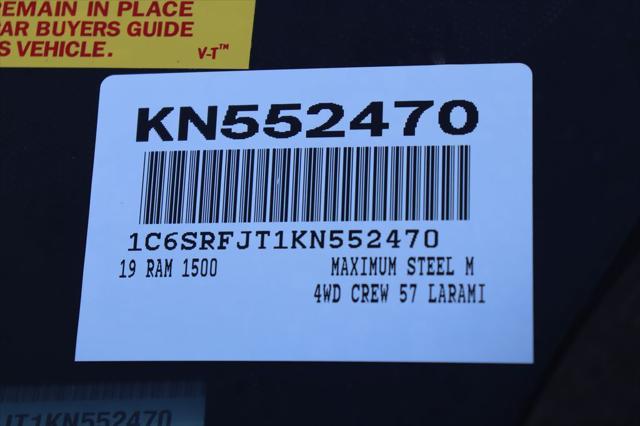 REMAIN IN PLACE
CAR BUYERS GUIDE
S VEHICLE.
V-T™
KN552470
1C6SRFJT1KN552470
19 RAM 1500 MAXIMUM STEEL M
4WD CREW 57 LARAMI
JT1KN552470